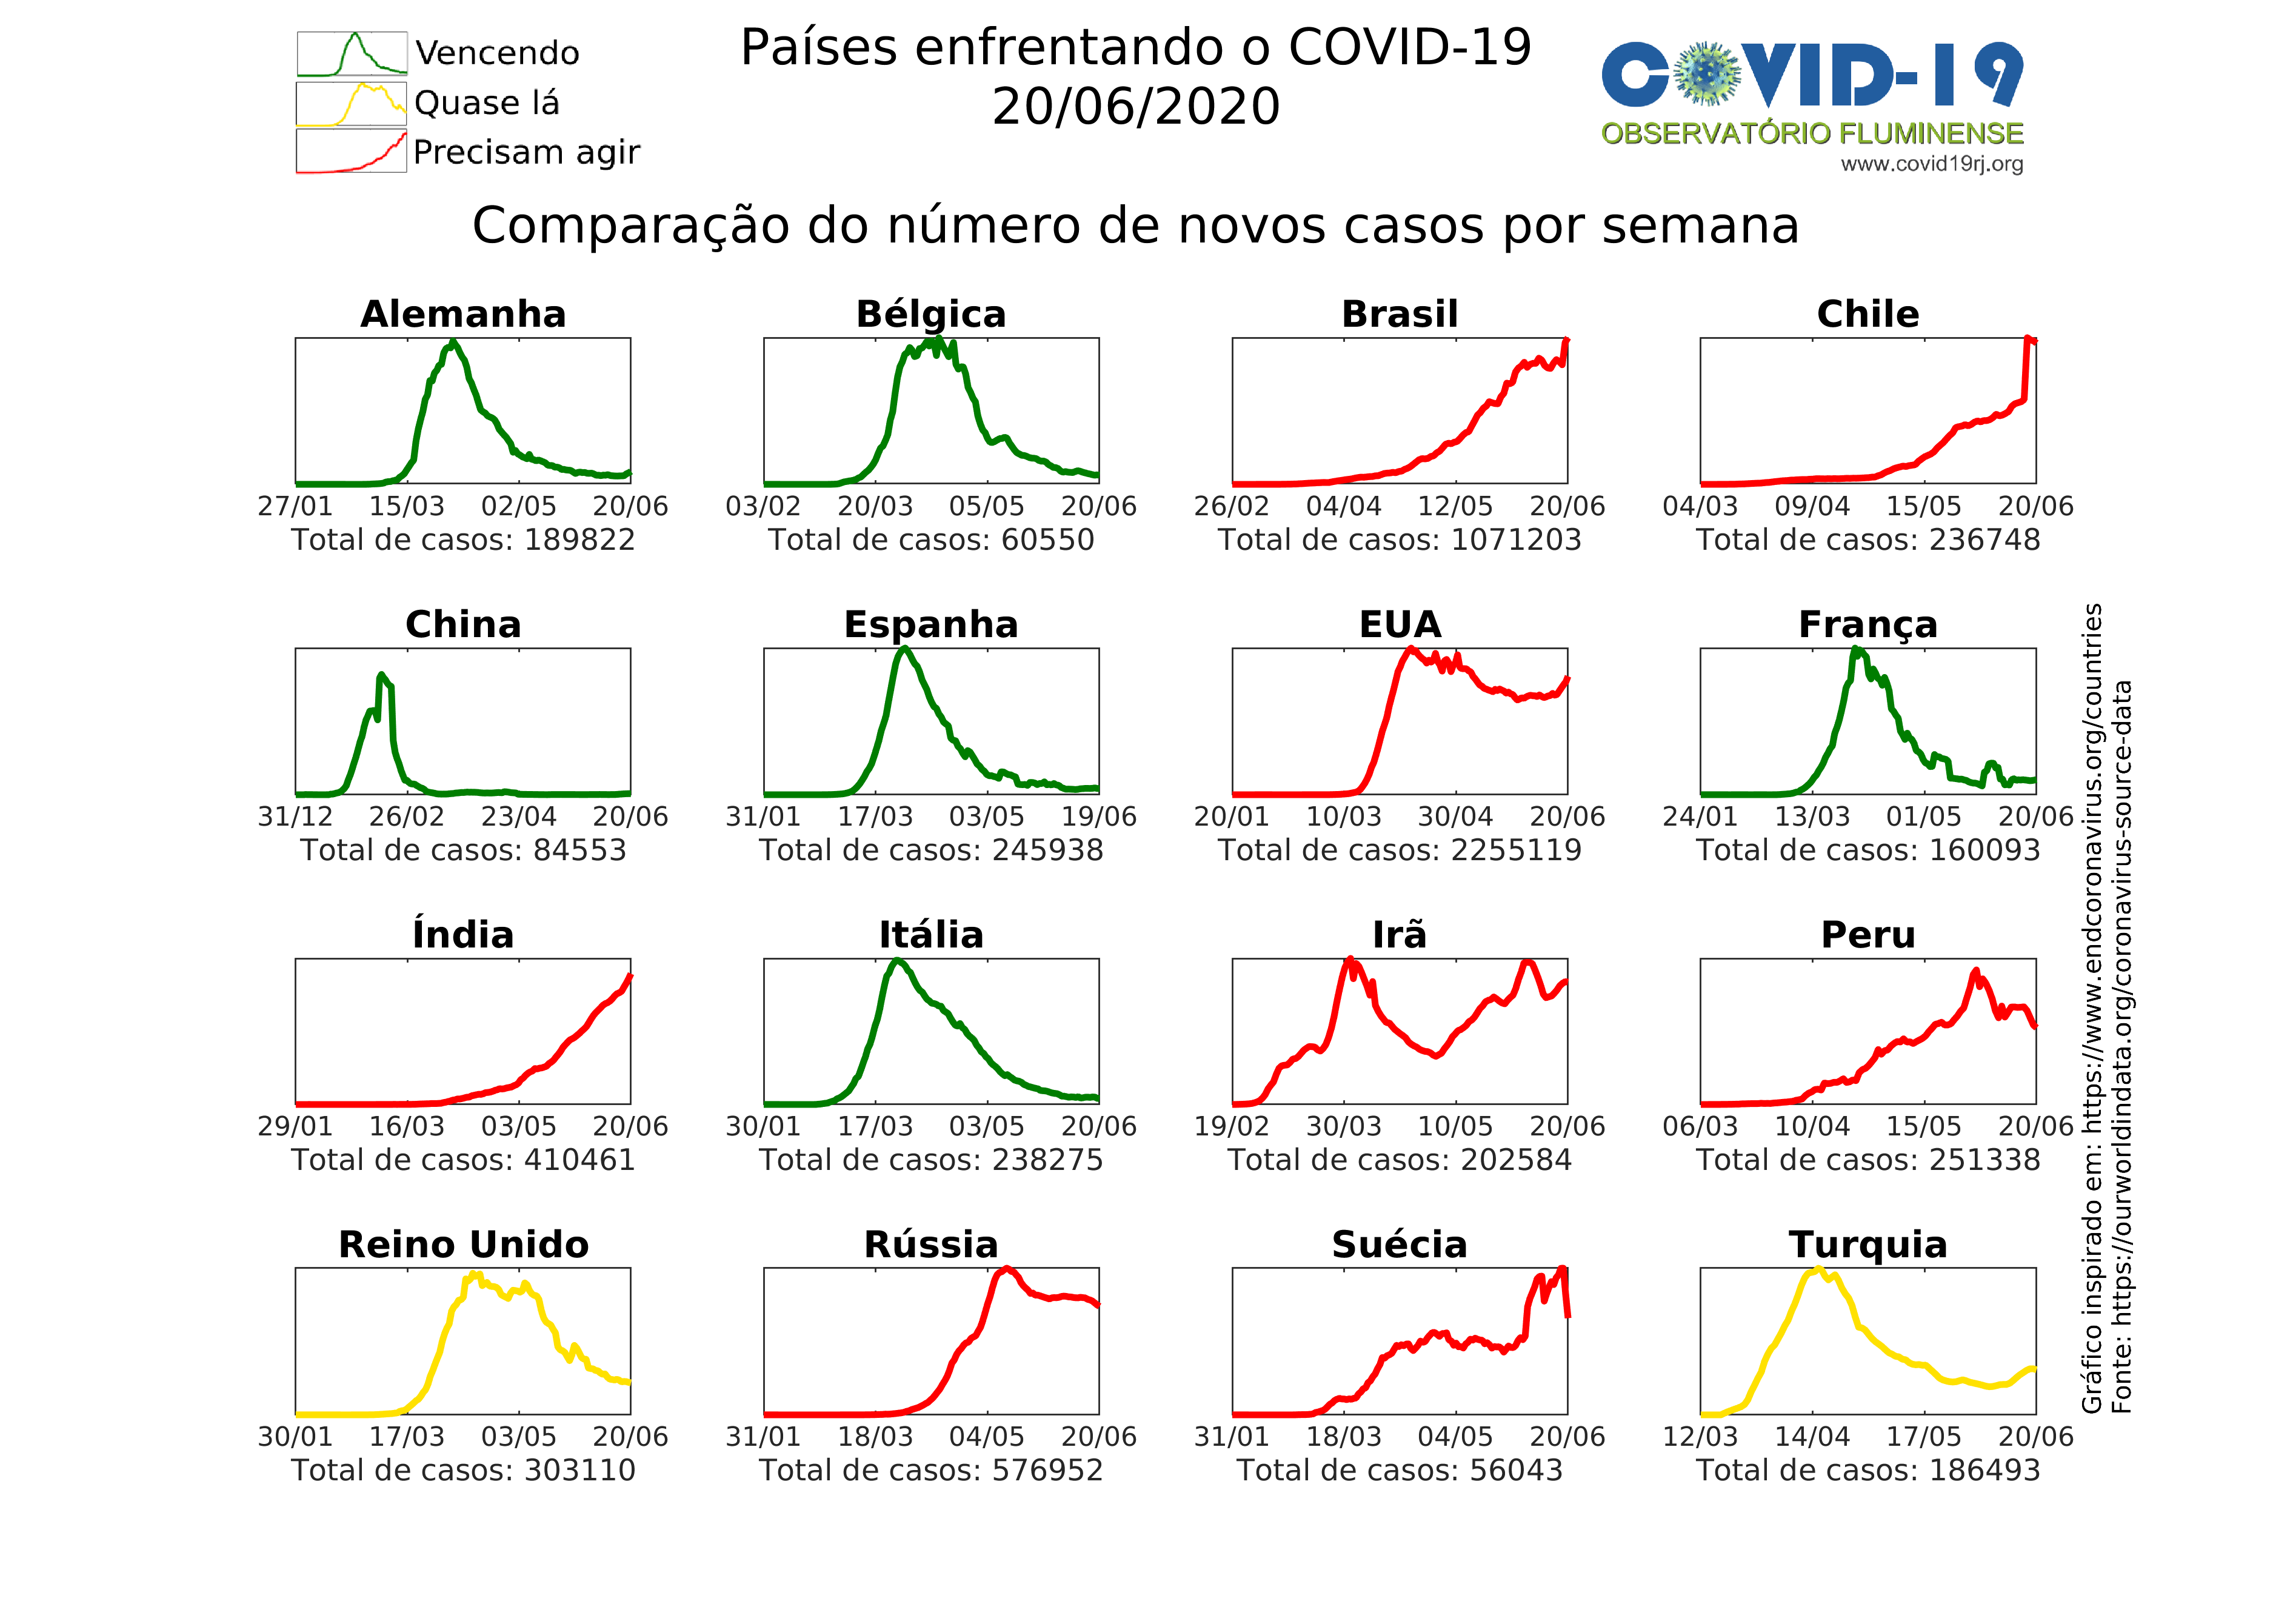 Vencendo
Quase lá
Precisam agir
Países enfrentando o COVID-19
20/06/2020
COVID-19
OBSERVATÓRIO FLUMINENSE
www.covid19rj.org
Comparação do número de novos casos por semana
Alemanha
27/01 15/03 02/05 20/06
Total de casos: 189822
Bélgica
03/02 20/03 05/05 20/06
Total de casos: 60550
Brasil
26/02 04/04 12/05 20/06
Total de casos: 1071203
Chile
04/03 09/04 15/05 20/06
Total de casos: 236748
China
31/12 26/02 23/04 20/06
Total de casos: 84553
Espanha
31/01 17/03 03/05 19/06
Total de casos: 245938
EUA
20/01 10/03 30/04 20/06
Total de casos: 2255119
França
24/01 13/03 01/05 20/06
Total de casos: 160093
Índia
29/01 16/03 03/05 20/06
Total de casos: 410461
Itália
30/01 17/03 03/05 20/06
Total de casos: 238275
Irã
19/02 30/03 10/05 20/06
Total de casos: 202584
Peru
06/03 10/04 15/05 20/06
Total de casos: 251338
Reino Unido
30/01 17/03 03/05 20/06
Total de casos: 303110
Rússia
31/01 18/03 04/05 20/06
Total de casos: 576952
Suécia
31/01 18/03 04/05 20/06
Total de casos: 56043
Turquia
12/03 14/04 17/05 20/06
Total de casos: 186493
Gráfico inspirado em: https://www.endcoronavirus.org/countries
Fonte: https://ourworldindata.org/coronavirus-source-data